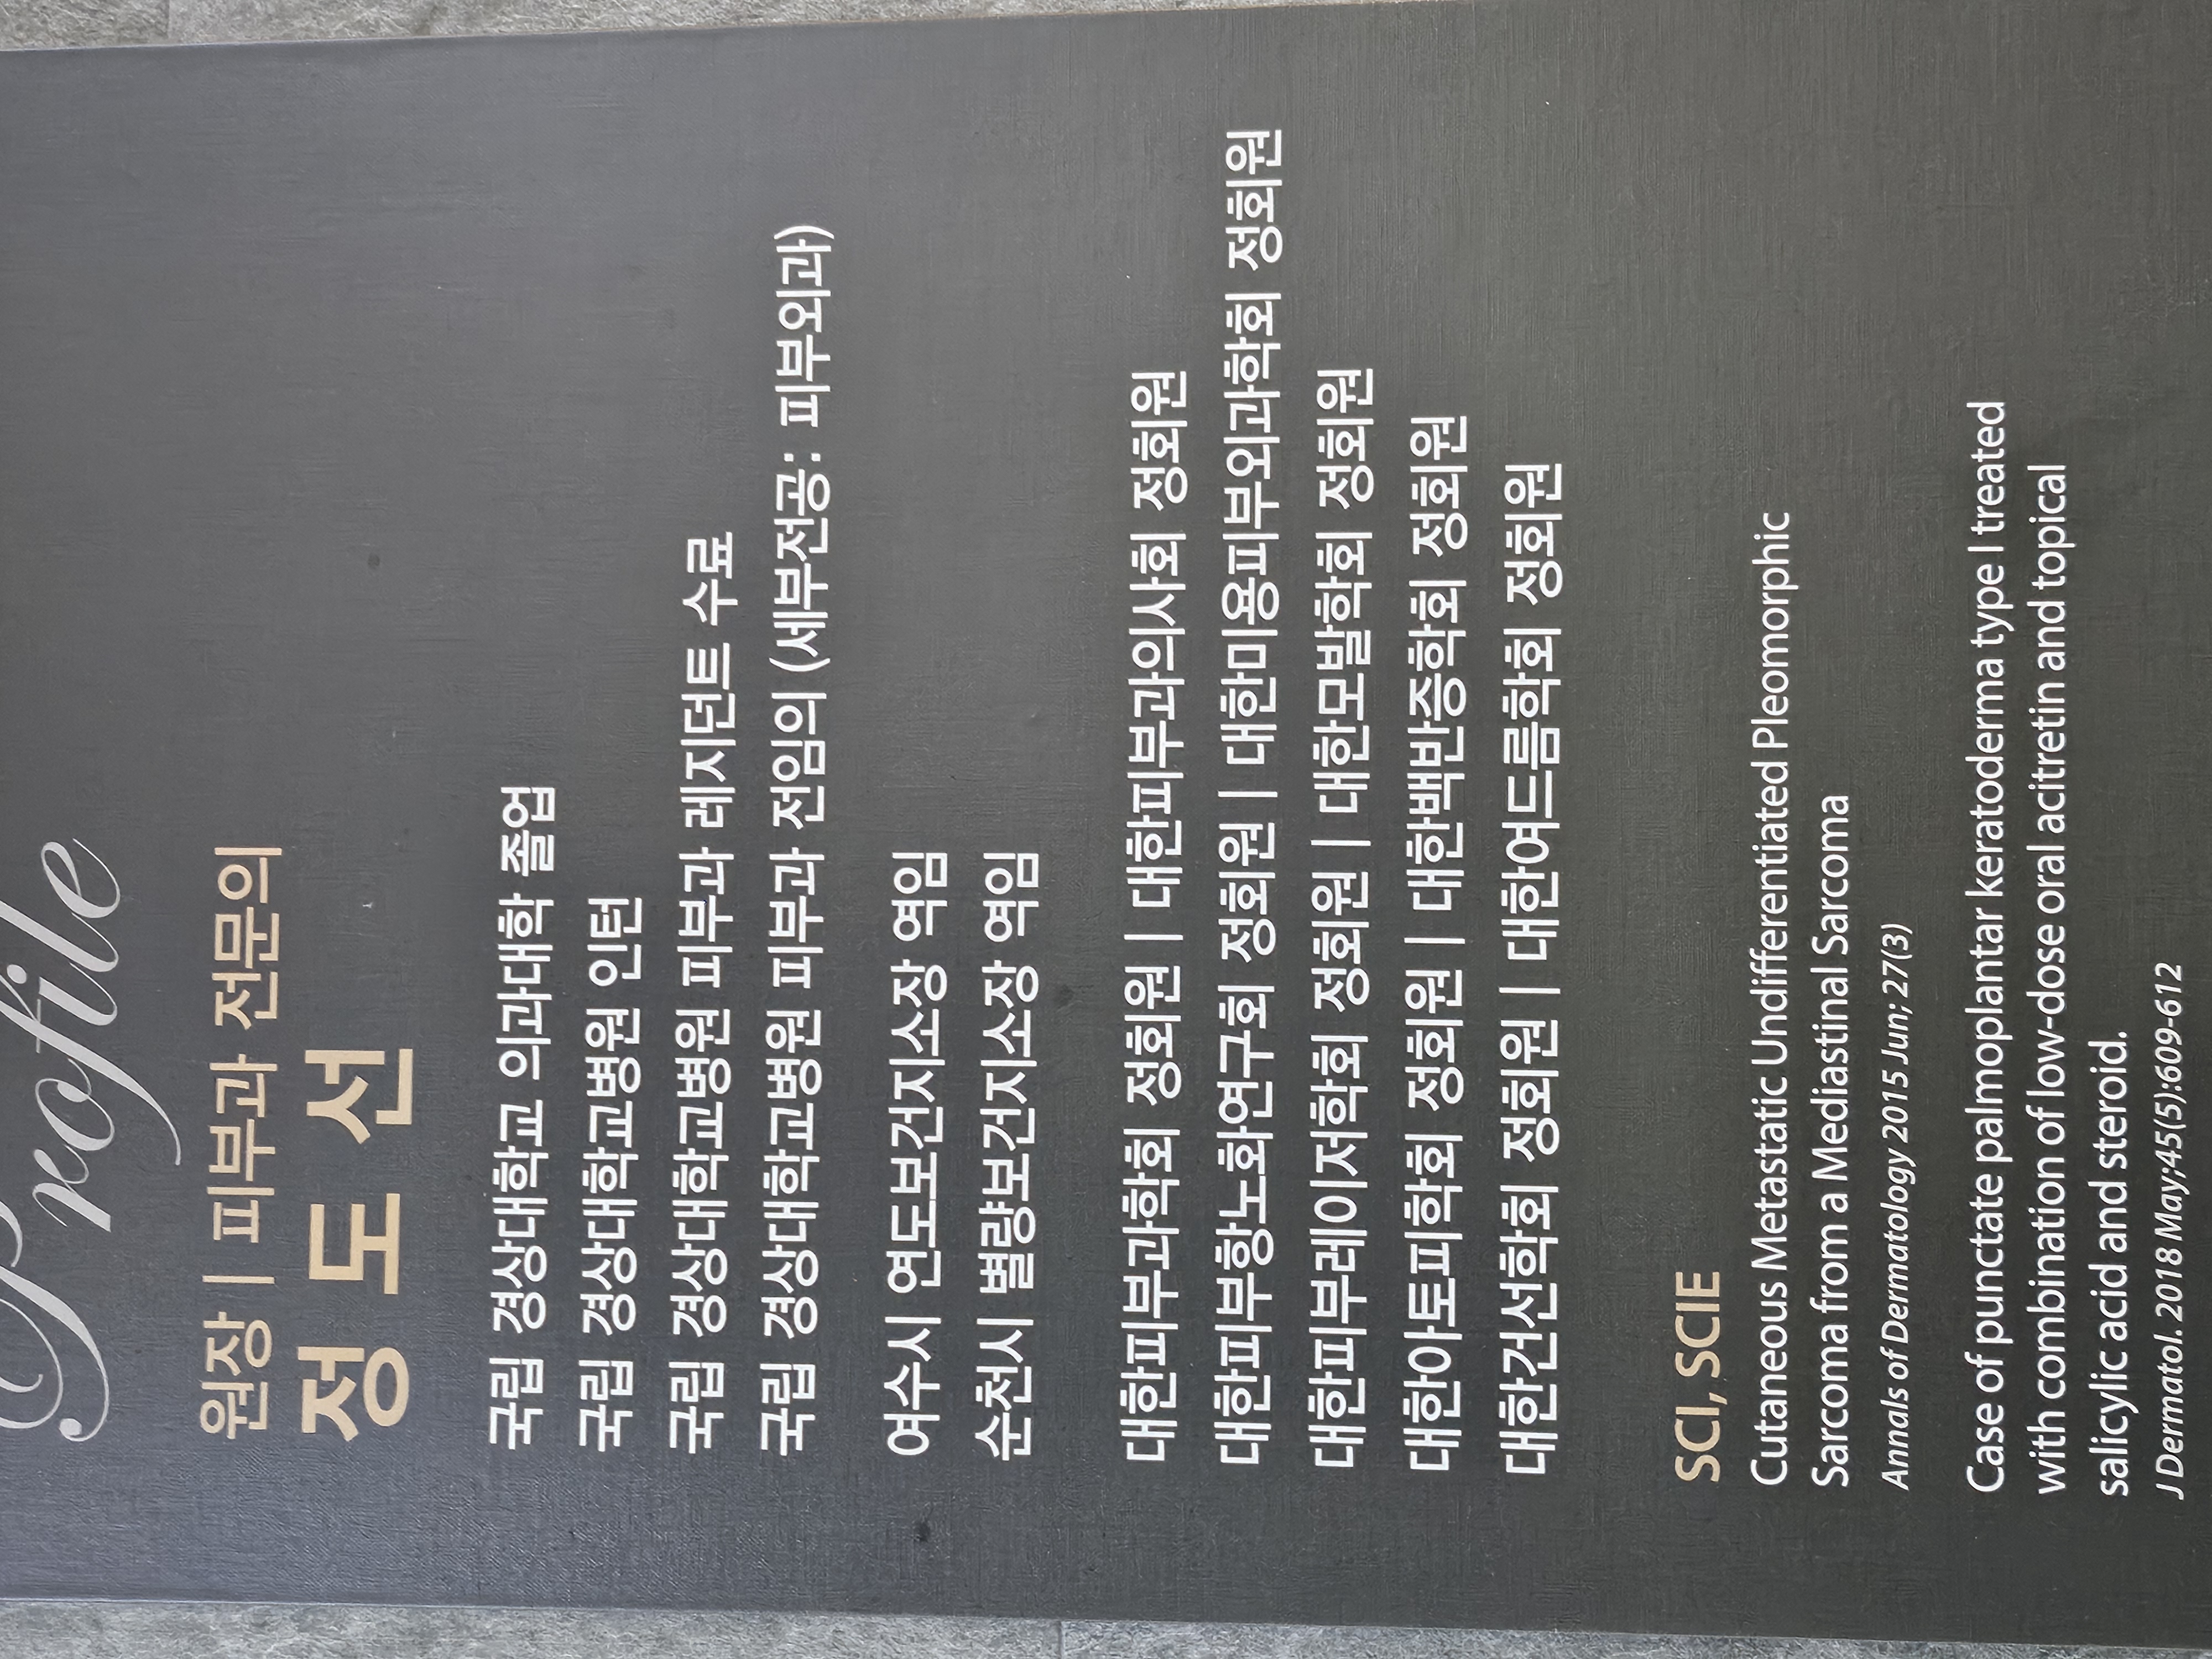 Profile
원장 | 피부과 전문의
정 도 선
국립 경상대학교 의과대학 졸업
국립 경상대학교병원 인턴
국립 경상대학교병원 피부과 레지던트 수료
국립 경상대학교병원 피부과 전임의 (세부전공: 피부외과)
여수시 연도보건지소장 역임
순천시 별량보건지소장 역임
대한피부과학회 정회원 | 대한피부과의사회 정회원
대한피부항노화연구회 정회원 | 대한미용피부외과학회 정회원
대한피부레이저학회 정회원 | 대한모발학회 정회원
대한아토피학회 정회원 | 대한백반증학회 정회원
대한건선학회 정회원 | 대한여드름학회 정회원
SCI, SCIE
Cutaneous Metastatic Undifferentiated Pleomorphic
Sarcoma from a Mediastinal Sarcoma
Annals of Dermatology 2015 Jun; 27(3)
Case of punctate palmoplantar keratoderma type I treated
with combination of low-dose oral acitretin and topical
salicylic acid and steroid.
J Dermatol. 2018 May;45(5):609-612